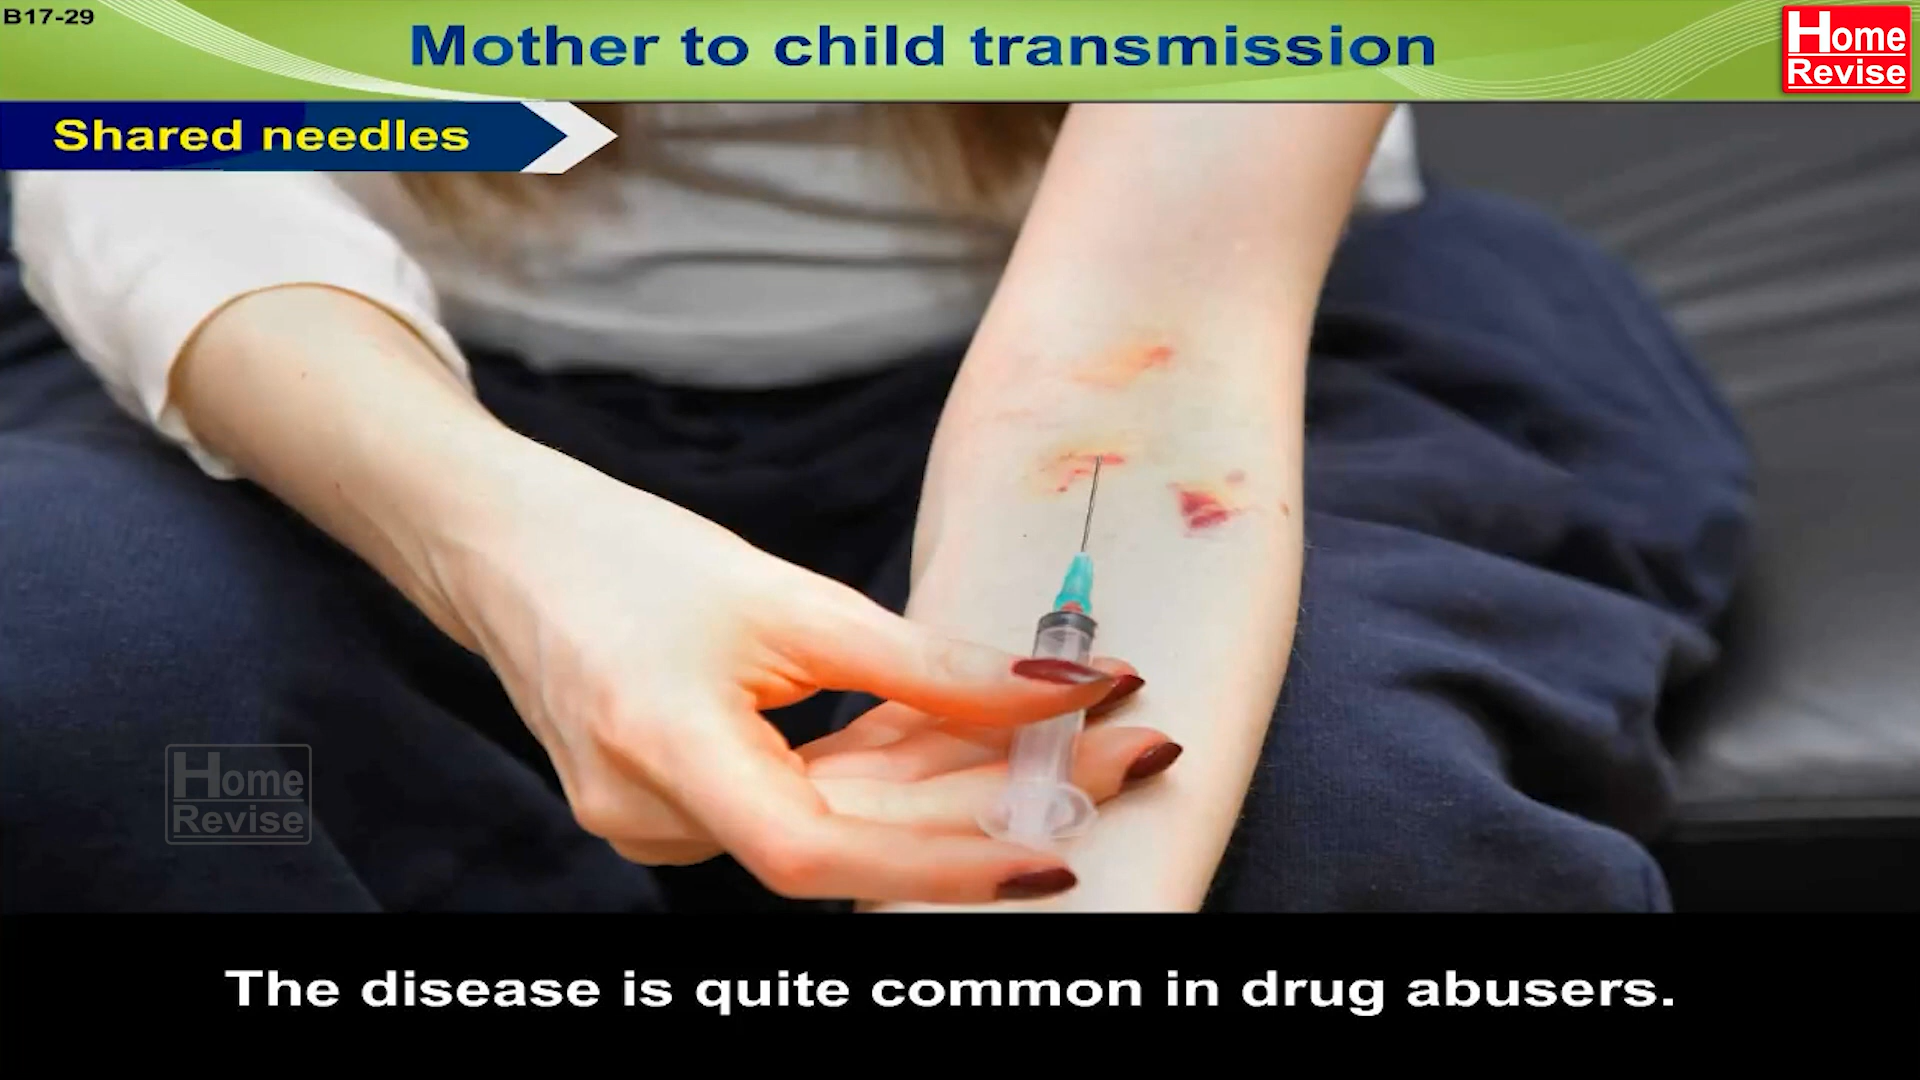 B17-29
Mother to child transmission
Home
Revise
Shared needles
Home
Revise
The disease is quite common in drug abusers.